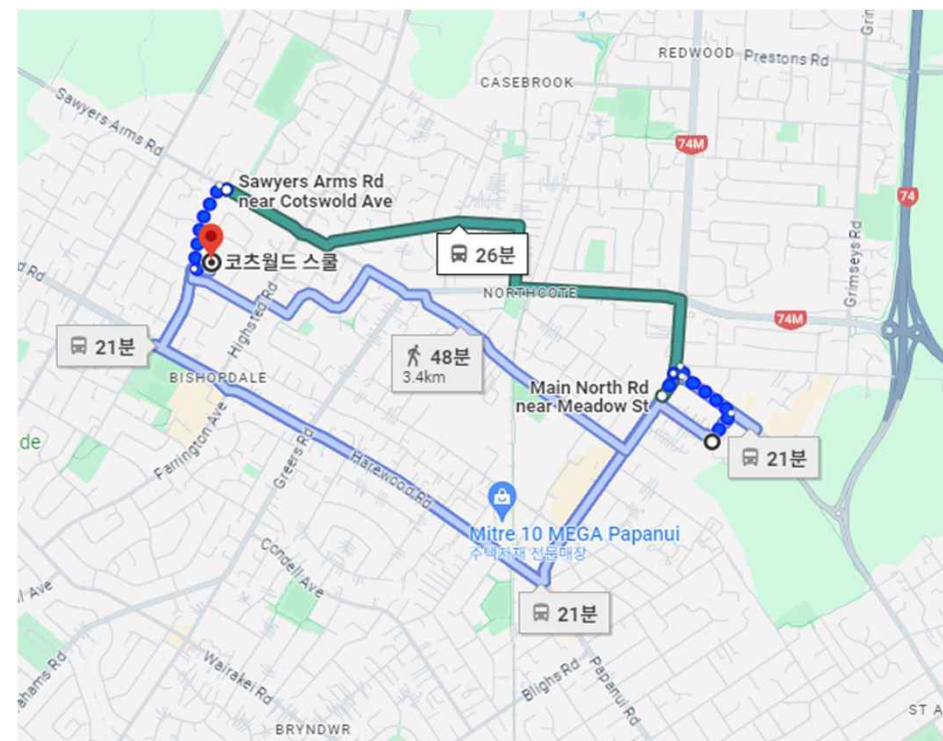 REDWOOD
Prestons Rd
CASEBROOK
Sawyers Arms Rd
74M
74
Sawyers Arms Rd
near Cotswold Ave
26분
코츠월드 스쿨
Grimseys Rd
d Rd
NORTHCOTE
74M
Highsted Rd
21분
48분
3.4km
BISHOPDALE
Main North Rd
near Meadow St
21분
de
Farrington Ave
Greers Rd
Harewood Rd
Mitre 10 MEGA Papanui
주택자재 전문매장
Condell Ave
21분
Wairakei Rd
Blighs Rd
Papanui Rd
ahams Rd
BRYNDWR
ST A